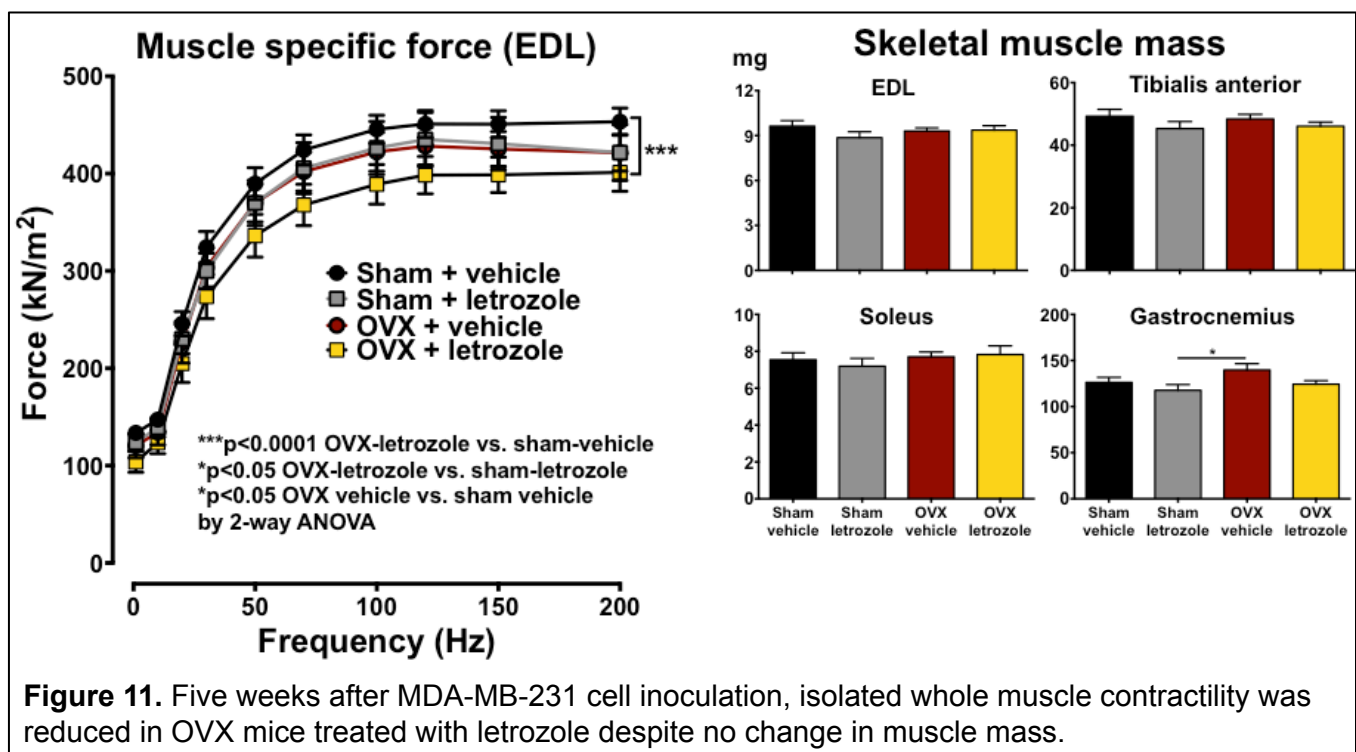 Muscle specific force (EDL)
500
400
300
200
100
0
Force (kN/m²)
***
Sham + vehicle
Sham + letrozole
OVX + vehicle
OVX + letrozole
***p<0.0001 OVX-letrozole vs. sham-vehicle
*p<0.05 OVX-letrozole vs. sham-letrozole
*p<0.05 OVX vehicle vs. sham vehicle
by 2-way ANOVA
0 50 100 150 200
Frequency (Hz)
Skeletal muscle mass
mg
EDL
12
9
6
3
0
Tibialis anterior
60
40
20
0
Soleus
10
8
6
4
2
0
Sham Sham OVX OVX
vehicle letrozole vehicle letrozole
Gastrocnemius
200
150
100
50
0
*
Sham Sham OVX OVX
vehicle letrozole vehicle letrozole
Figure 11. Five weeks after MDA-MB-231 cell inoculation, isolated whole muscle contractility was
reduced in OVX mice treated with letrozole despite no change in muscle mass.